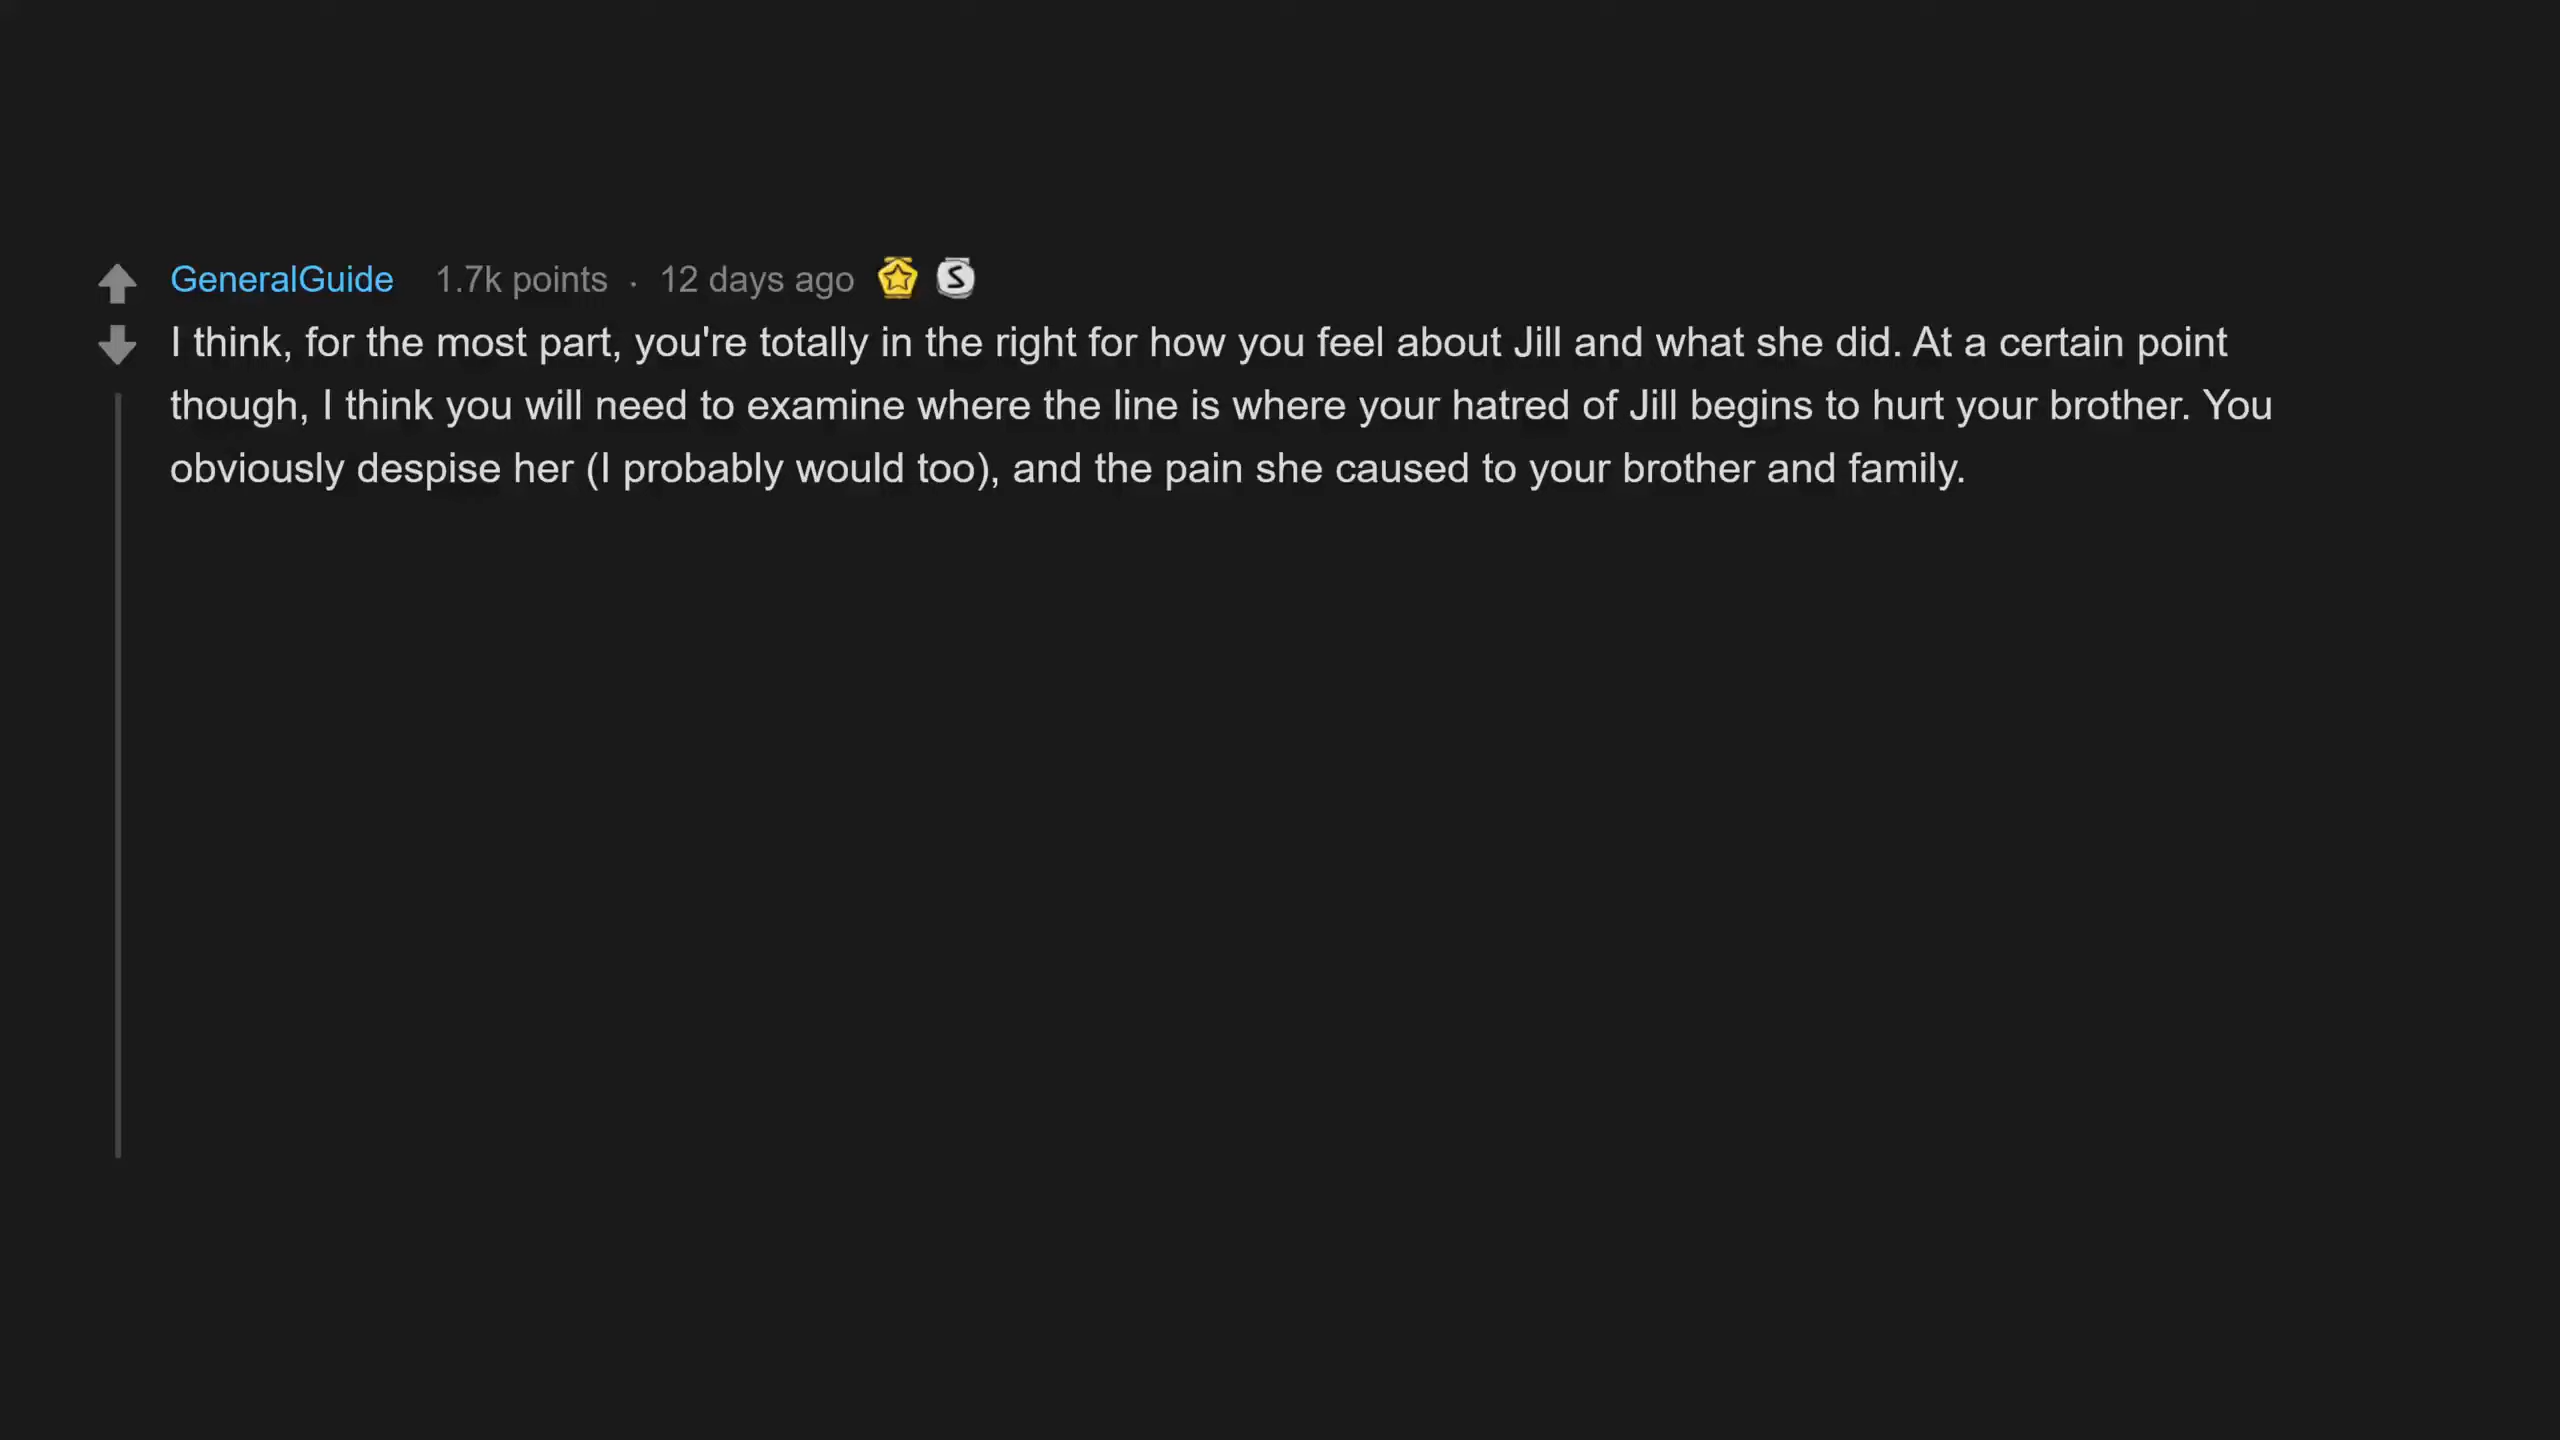 GeneralGuide 1.7k points · 12 days ago S
I think, for the most part, you're totally in the right for how you feel about Jill and what she did. At a certain point
though, I think you will need to examine where the line is where your hatred of Jill begins to hurt your brother. You
obviously despise her (I probably would too), and the pain she caused to your brother and family.